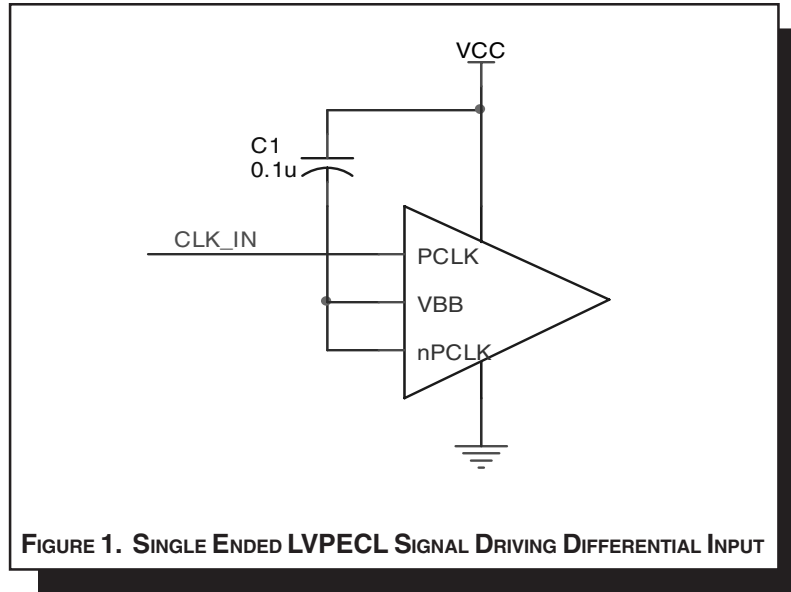 VCC
C1
0.1u
CLK_IN
PCLK
VBB
nPCLK
FIGURE 1. SINGLE ENDED LVPECL SIGNAL DRIVING DIFFERENTIAL INPUT